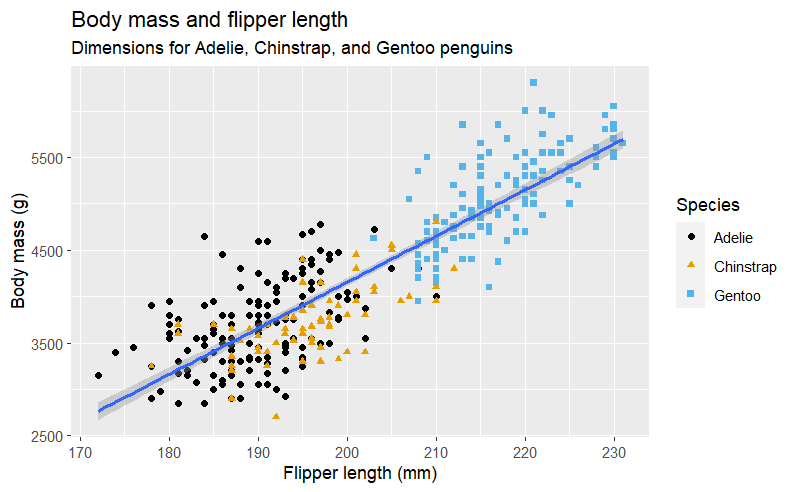 Body mass and flipper length
Dimensions for Adelie, Chinstrap, and Gentoo penguins
Body mass (g)
5500
4500
3500
2500
170 180 190 200 210 220 230
Flipper length (mm)
Species
Adelie
Chinstrap
Gentoo